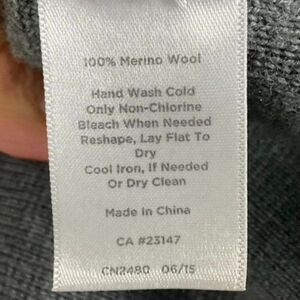 100% Merino Wool
Hand Wash Cold
Only Non-Chlorine
Bleach When Needed
Reshape, Lay Flat To
Dry
Cool Iron, If Needed
Or Dry Clean
Made in China
CA #23147
CN2480 06/15